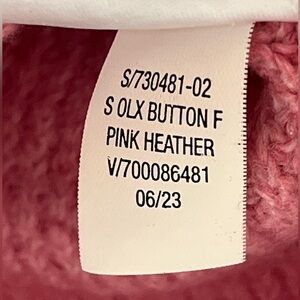 S/730481-02
S OLX BUTTON F
PINK HEATHER
V/700086481
06/23